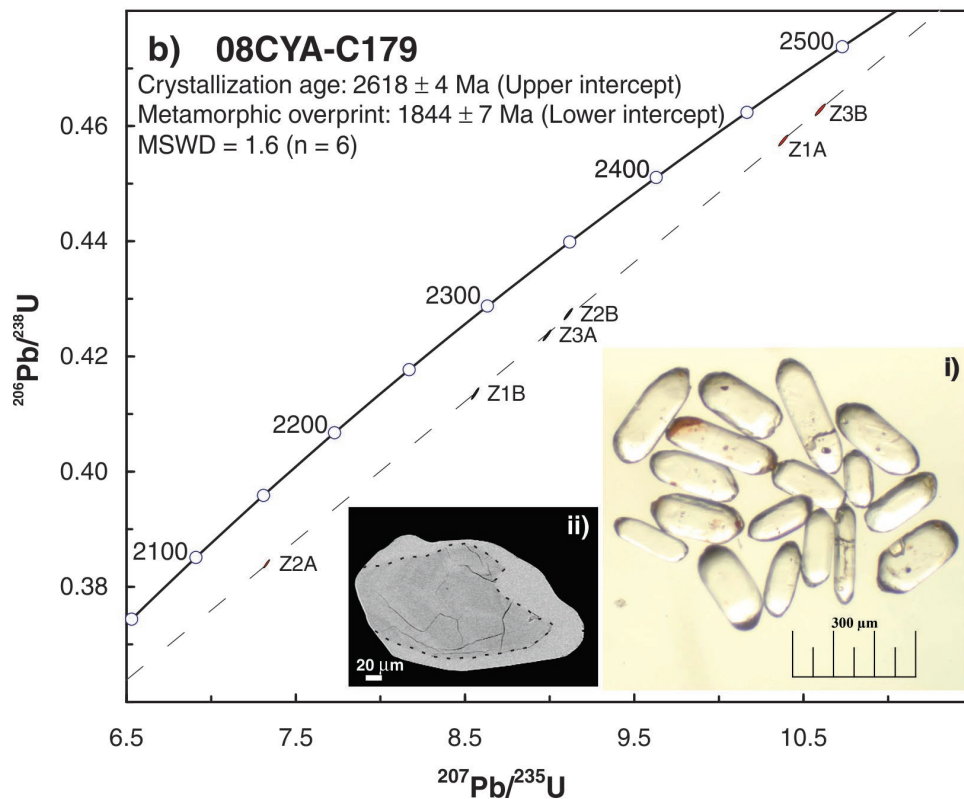 b) 08CYA-C179
Crystallization age: 2618 ± 4 Ma (Upper intercept)
Metamorphic overprint: 1844 ± 7 Ma (Lower intercept)
MSWD = 1.6 (n = 6)
2500
Z3B
0.46
Z1A
2400
0.44
2300
Z2B
Z3A
0.42
i)
Z1B
2200
0.40
ii)
2100
Z2A
0.38
300 µm
20 µm
6.5 7.5 8.5 9.5 10.5
²⁰⁷Pb/²³⁵U
²⁰⁶Pb/²³⁸U